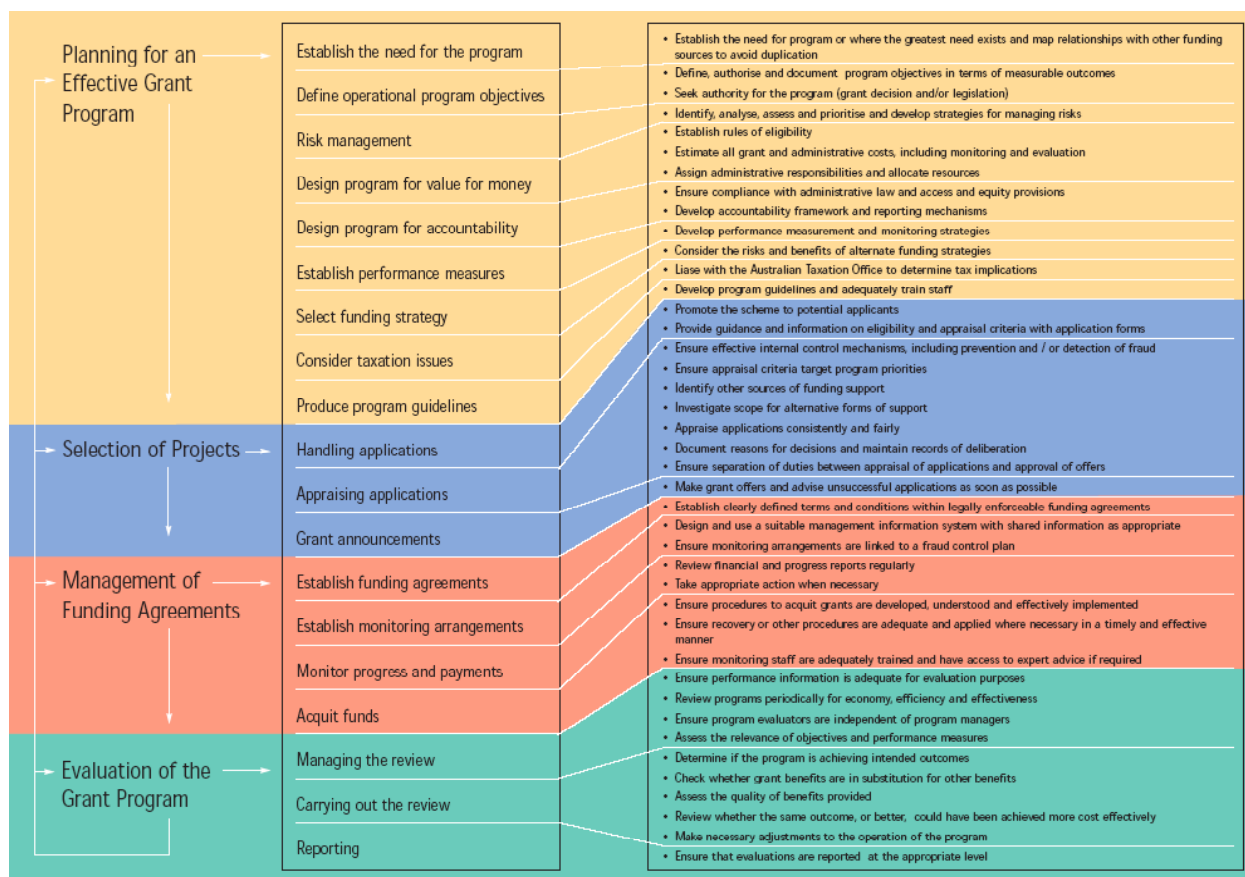 Planning for an
Effective Grant
Program
Establish the need for the program
Define operational program objectives
Risk management
Design program for value for money
Design program for accountability
Establish performance measures
Select funding strategy
Consider taxation issues
Produce program guidelines
• Establish the need for program or where the greatest need exists and map relationships with other funding
sources to avoid duplication
• Define, authorise and document program objectives in terms of measurable outcomes
• Seek authority for the program (grant decision and/or legislation)
• Identify, analyse, assess and prioritise and develop strategies for managing risks
• Establish rules of eligibility
• Estimate all grant and administrative costs, including monitoring and evaluation
• Assign administrative responsibilities and allocate resources
• Ensure compliance with administrative law and access and equity provisions
• Develop accountability framework and reporting mechanisms
• Develop performance measurement and monitoring strategies
• Consider the risks and benefits of alternate funding strategies
• Liase with the Australian Taxation Office to determine tax implications
• Develop program guidelines and adequately train staff
Selection of Projects
Handling applications
Appraising applications
Grant announcements
• Promote the scheme to potential applicants
• Provide guidance and information on eligibility and appraisal criteria with application forms
• Ensure effective internal control mechanisms, including prevention and / or detection of fraud
• Ensure appraisal criteria target program priorities
• Identify other sources of funding support
• Investigate scope for alternative forms of support
• Appraise applications consistently and fairly
• Document reasons for decisions and maintain records of deliberation
• Ensure separation of duties between appraisal of applications and approval of offers
• Make grant offers and advise unsuccessful applications as soon as possible
Management of
Funding Agreements
Establish funding agreements
Establish monitoring arrangements
Monitor progress and payments
Acquit funds
• Establish clearly defined terms and conditions within legally enforceable funding agreements
• Design and use a suitable management information system with shared information as appropriate
• Ensure monitoring arrangements are linked to a fraud control plan
• Review financial and progress reports regularly
• Take appropriate action when necessary
• Ensure procedures to acquit grants are developed, understood and effectively implemented
• Ensure recovery or other procedures are adequate and applied where necessary in a timely and effective
manner
• Ensure monitoring staff are adequately trained and have access to expert advice if required
Evaluation of the
Grant Program
Managing the review
Carrying out the review
Reporting
• Ensure performance information is adequate for evaluation purposes
• Review programs periodically for economy, efficiency and effectiveness
• Ensure program evaluators are independent of program managers
• Assess the relevance of objectives and performance measures
• Determine if the program is achieving intended outcomes
• Check whether grant benefits are in substitution for other benefits
• Assess the quality of benefits provided
• Review whether the same outcome, or better, could have been achieved more cost effectively
• Make necessary adjustments to the operation of the program
• Ensure that evaluations are reported at the appropriate level